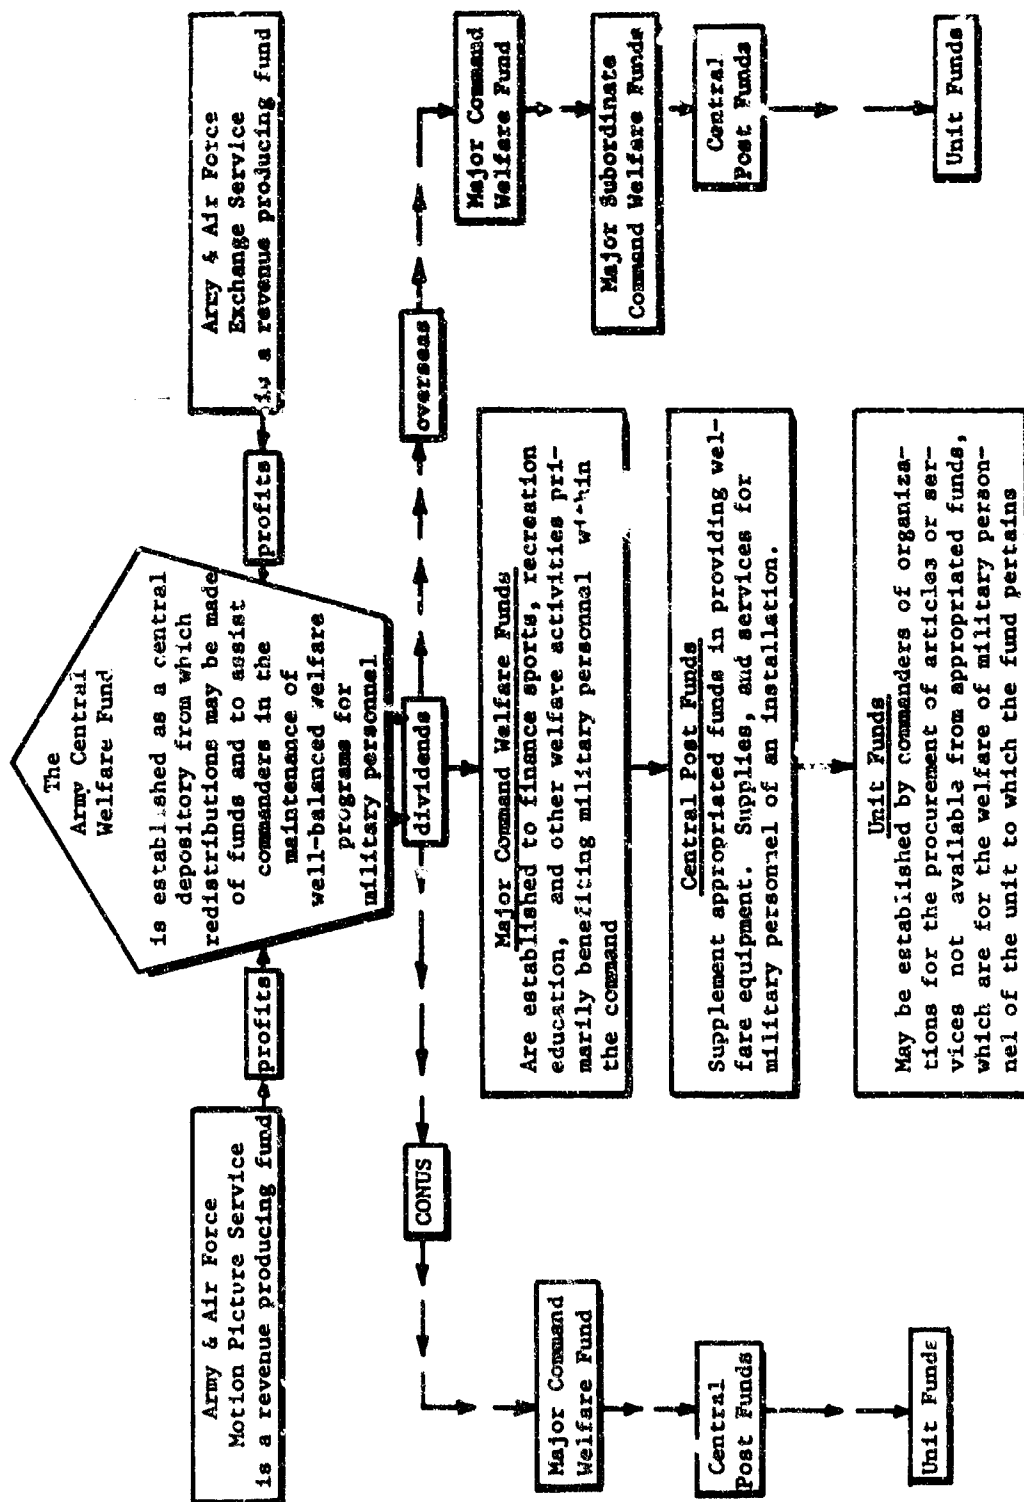 The
Army Central
Welfare Fund
is established as a central
depository from which
redistributions may be made
of funds and to assist
commanders in the
maintenance of
well-balanced welfare
programs for
military personnel
Army & Air Force
Motion Picture Service
is a revenue producing fund
profits
profits
Army & Air Force
Exchange Service
is a revenue producing fund
dividends
CONUS
overseas
Major Command
Welfare Fund
Central
Post Funds
Unit Funds
Major Command Welfare Funds
Are established to finance sports, recreation
education, and other welfare activities pri-
marily benefiting military personnel within
the command
Central Post Funds
Supplement appropriated funds in providing wel-
fare equipment. Supplies, and services for
military personnel of an installation.
Unit Funds
May be established by commanders of organiza-
tions for the procurement of articles or ser-
vices not available from appropriated funds,
which are for the welfare of military person-
nel of the unit to which the fund pertains
Major Command
Welfare Fund
Major Subordinate
Command Welfare Funds
Central
Post Funds
Unit Funds